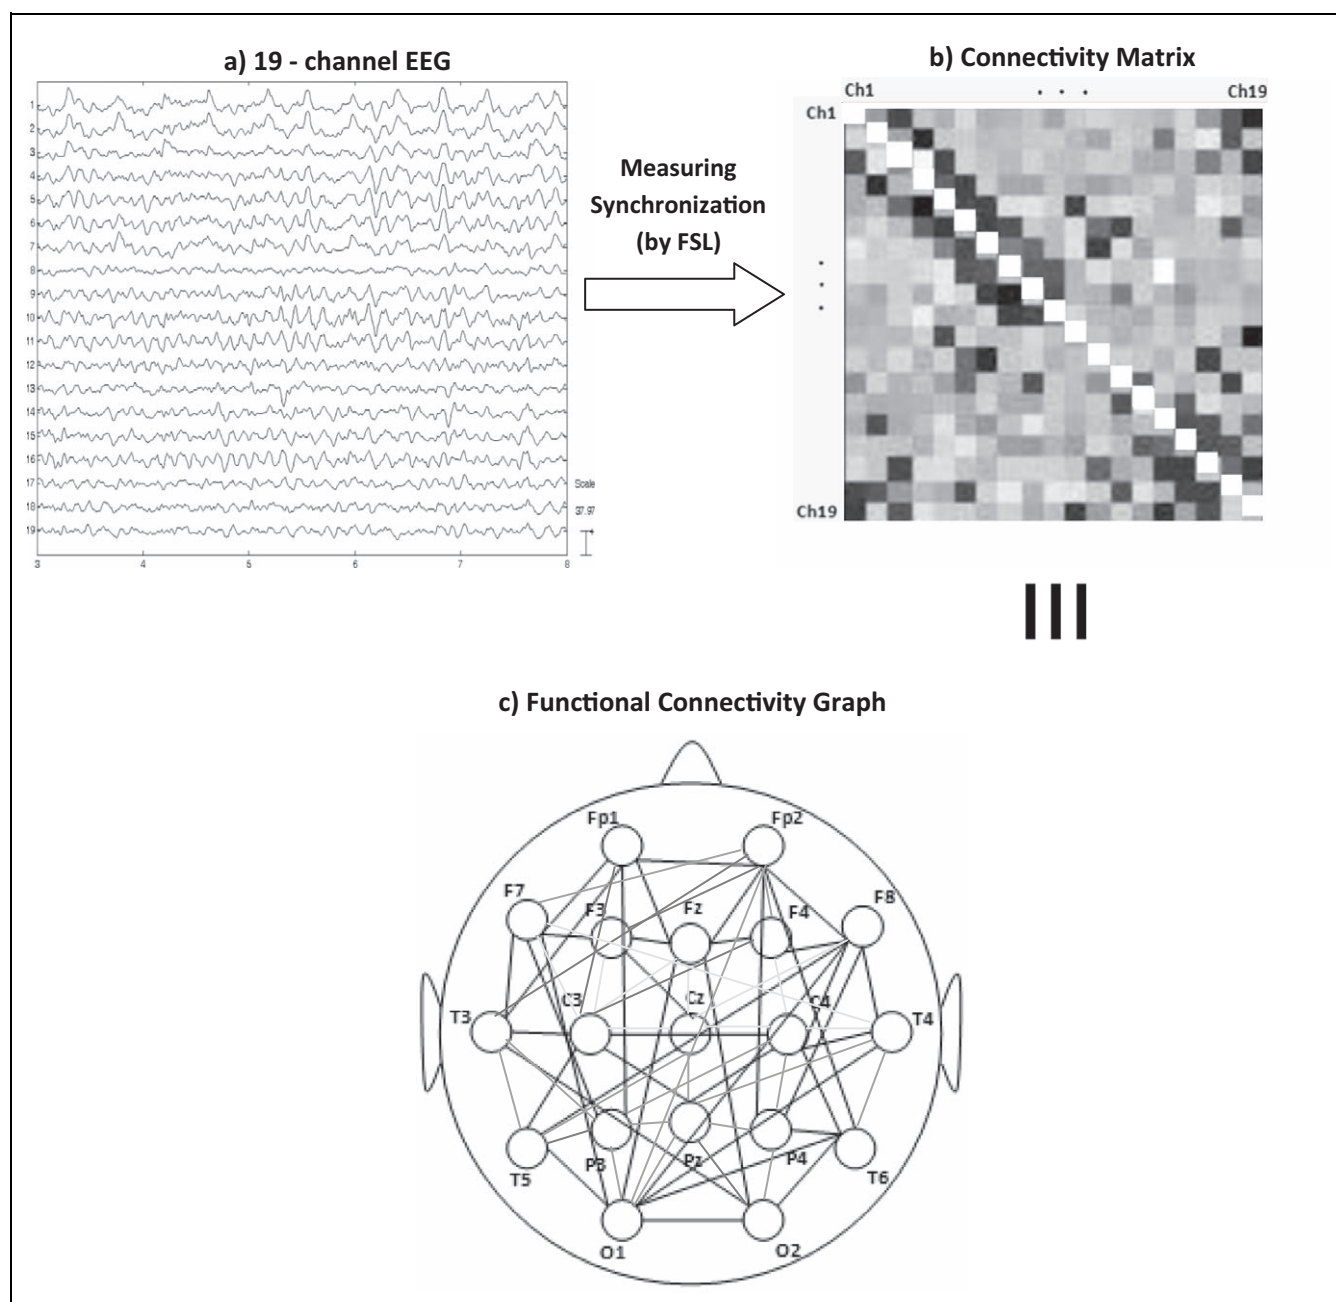 a) 19 - channel EEG
1
2
3
4
5
6
7
8
9
10
11
12
13
14
15
16
17
18
19
Scale
37.97
3 4 5 6 7 8
Measuring
Synchronization
(by FSL)
b) Connectivity Matrix
Ch1 . . . Ch19
Ch1
Ch19
c) Functional Connectivity Graph
Fp1 Fp2
F7 F3 Fz F4 F8
T3 C3 Cz C4 T4
T5 P3 Pz P4 T6
O1 O2